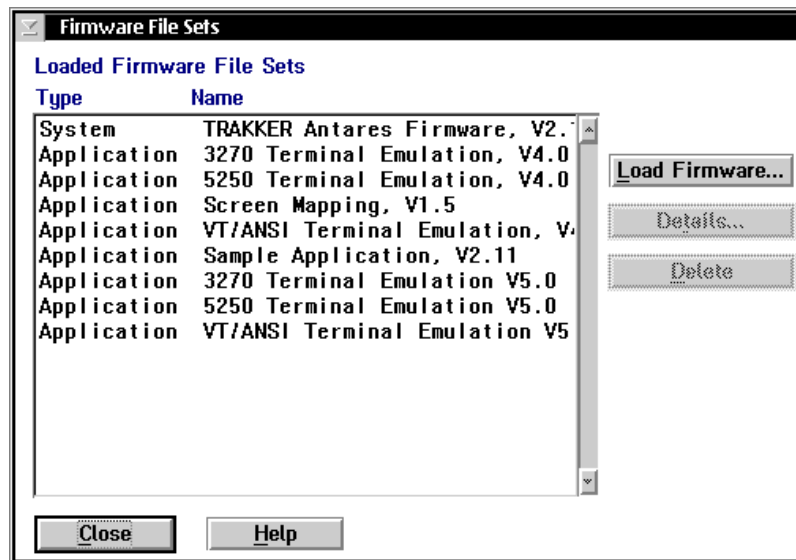 Firmware File Sets
Loaded Firmware File Sets
Type Name
System TRAKKER Antares Firmware, V2.
Application 3270 Terminal Emulation, V4.0
Application 5250 Terminal Emulation, V4.0
Application Screen Mapping, V1.5
Application VT/ANSI Terminal Emulation, V
Application Sample Application, V2.11
Application 3270 Terminal Emulation V5.0
Application 5250 Terminal Emulation V5.0
Application VT/ANSI Terminal Emulation V5
Load Firmware...
Details...
Delete
Close Help